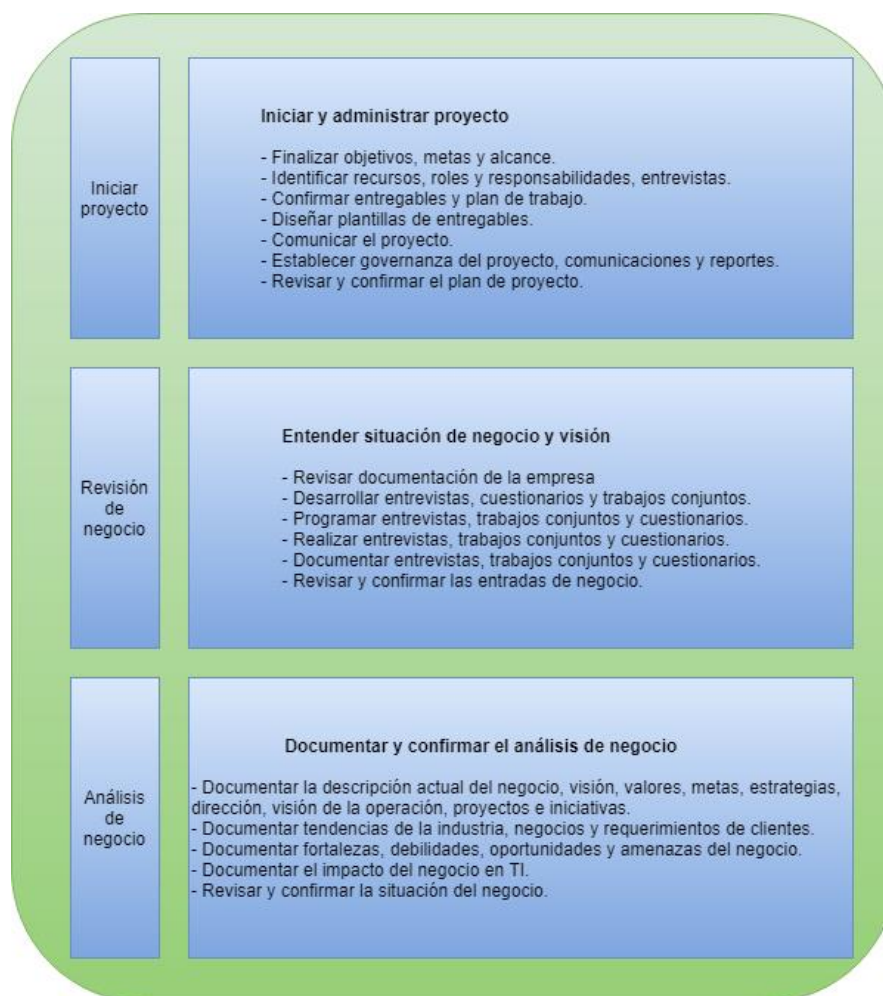 Iniciar
proyecto
Iniciar y administrar proyecto
- Finalizar objetivos, metas y alcance.
- Identificar recursos, roles y responsabilidades, entrevistas.
- Confirmar entregables y plan de trabajo.
- Diseñar plantillas de entregables.
- Comunicar el proyecto.
- Establecer governanza del proyecto, comunicaciones y reportes.
- Revisar y confirmar el plan de proyecto.
Revisión
de
negocio
Entender situación de negocio y visión
- Revisar documentación de la empresa
- Desarrollar entrevistas, cuestionarios y trabajos conjuntos.
- Programar entrevistas, trabajos conjuntos y cuestionarios.
- Realizar entrevistas, trabajos conjuntos y cuestionarios.
- Documentar entrevistas, trabajos conjuntos y cuestionarios.
- Revisar y confirmar las entradas de negocio.
Análisis
de
negocio
Documentar y confirmar el análisis de negocio
- Documentar la descripción actual del negocio, visión, valores, metas, estrategias,
dirección, visión de la operación, proyectos e iniciativas.
- Documentar tendencias de la industria, negocios y requerimientos de clientes.
- Documentar fortalezas, debilidades, oportunidades y amenazas del negocio.
- Documentar el impacto del negocio en TI.
- Revisar y confirmar la situación del negocio.